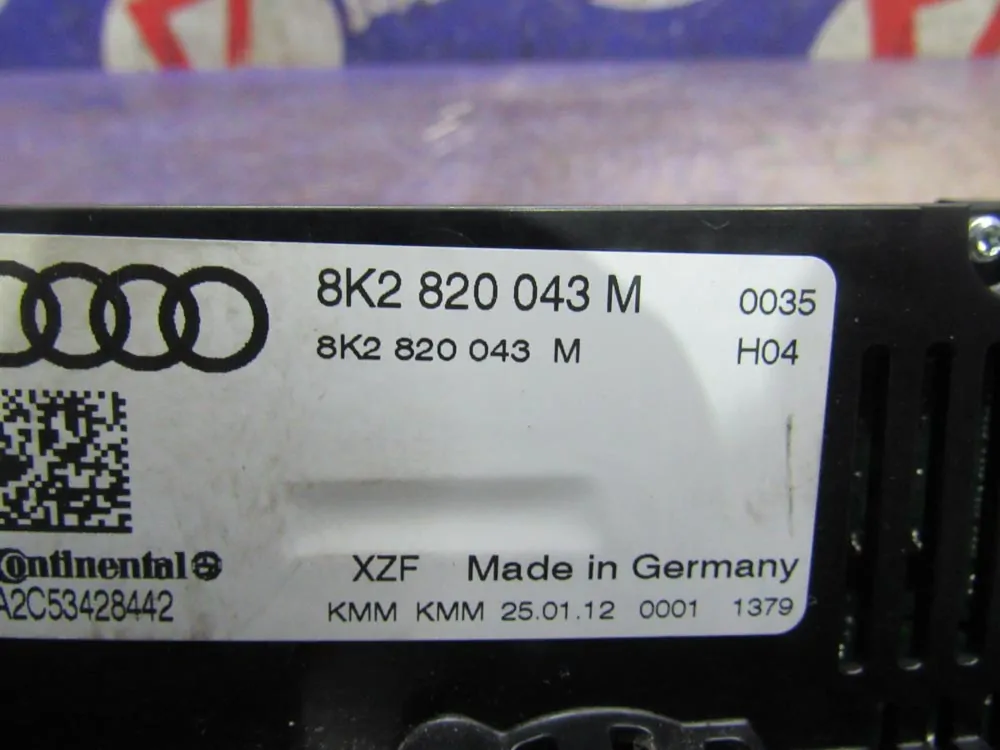 8K2 820 043 M 0035
8K2 820 043 M H04
Continental
A2C53428442
XZF Made in Germany
KMM KMM 25.01.12 0001 1379